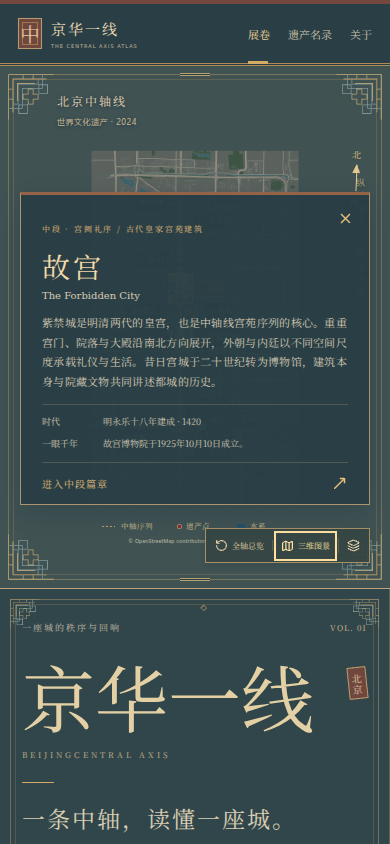 中
京华一线
THE CENTRAL AXIS ATLAS
展卷 遗产名录 关于
北京中轴线
世界文化遗产 · 2024
北
中段 · 宫阙礼序 / 古代皇家宫苑建筑
故宫
The Forbidden City
紫禁城是明清两代的皇宫，也是中轴线宫苑序列的核心。重重
宫门、院落与大殿沿南北方向展开，外朝与内廷以不同空间尺
度承载礼仪与生活。昔日宫城于二十世纪转为博物馆，建筑本
身与院藏文物共同讲述都城的历史。
时代 明永乐十八年建成 · 1420
一眼千年 故宫博物院于1925年10月10日成立。
进入中段篇章
中轴序列 遗产点 水系
© OpenStreetMap
全轴总览 三维图景
一座城的秩序与回响 VOL. 01
京华一线
北京
BEIJINGCENTRAL AXIS
一条中轴，读懂一座城。